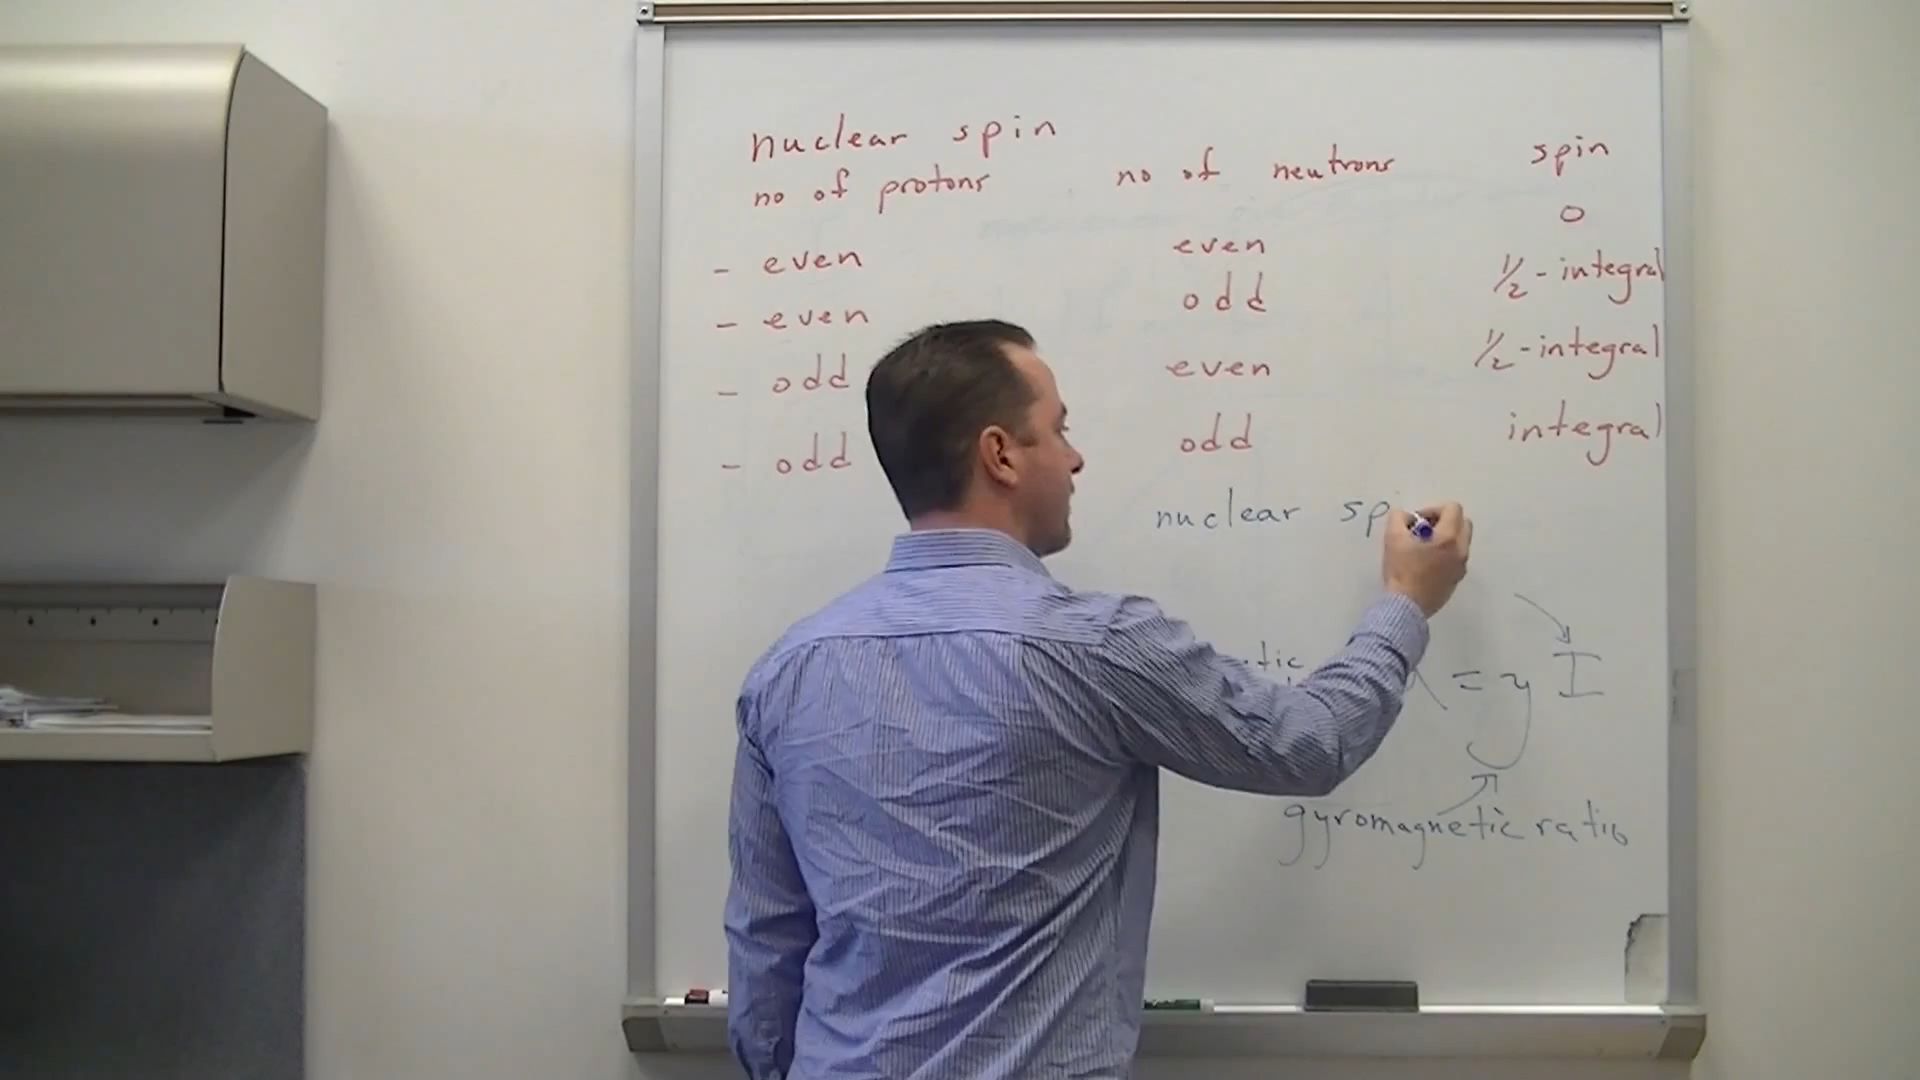 nuclear spin
no of protons no of neutrons spin
0
- even even
- even odd 1/2-integral
- odd even 1/2-integral
- odd odd integral
nuclear sp
= γ I
gyromagnetic ratio